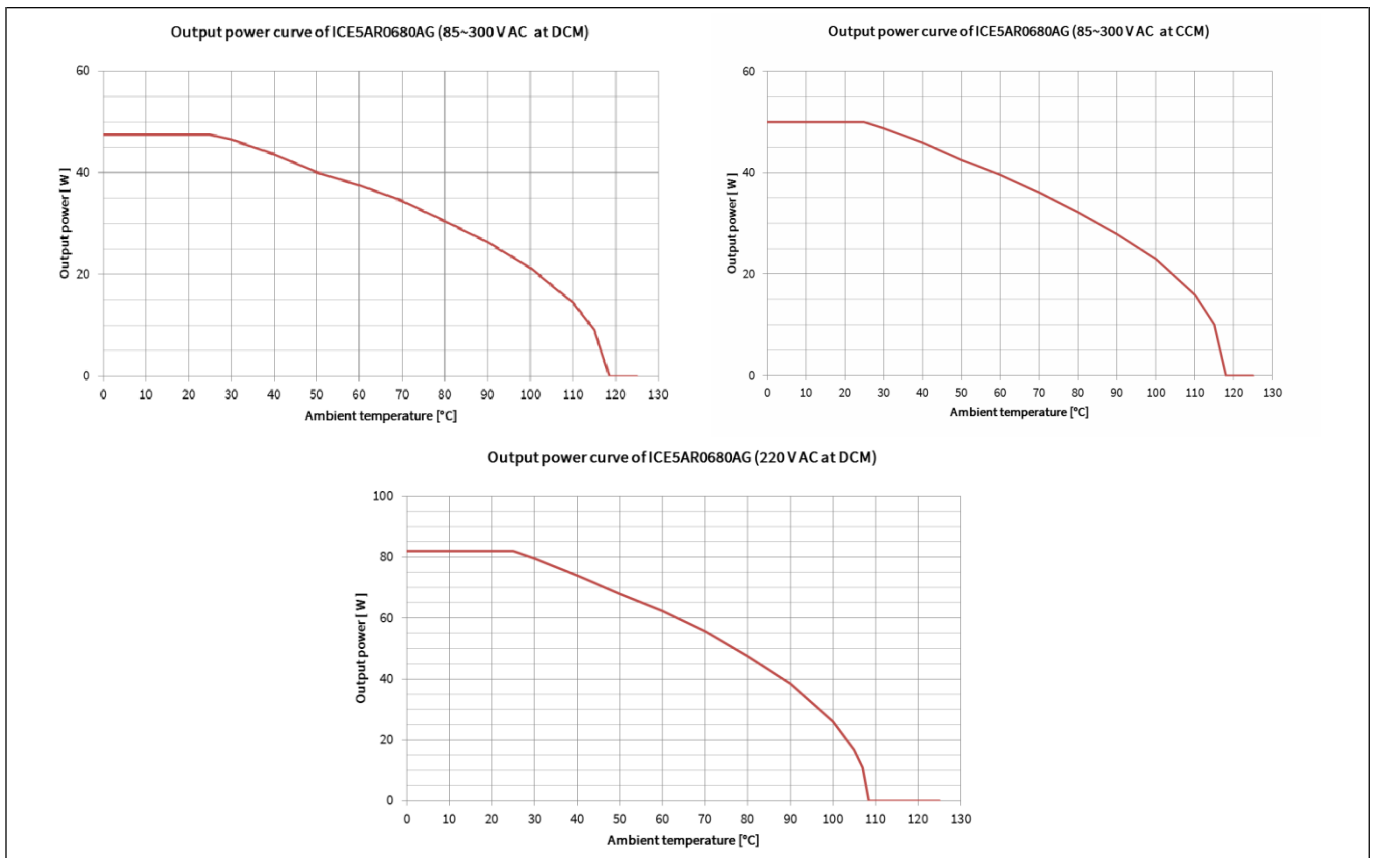 Output power curve of ICE5AR0680AG (85~300 V AC at DCM)
60
40
20
0
Output power [ W]
0 10 20 30 40 50 60 70 80 90 100 110 120 130
Ambient temperature [°C]
Output power curve of ICE5AR0680AG (85~300 V AC at CCM)
60
40
20
0
Output power [ W]
0 10 20 30 40 50 60 70 80 90 100 110 120 130
Ambient temperature [°C]
Output power curve of ICE5AR0680AG (220 V AC at DCM)
100
80
60
40
20
0
Output power [ W]
0 10 20 30 40 50 60 70 80 90 100 110 120 130
Ambient temperature [°C]